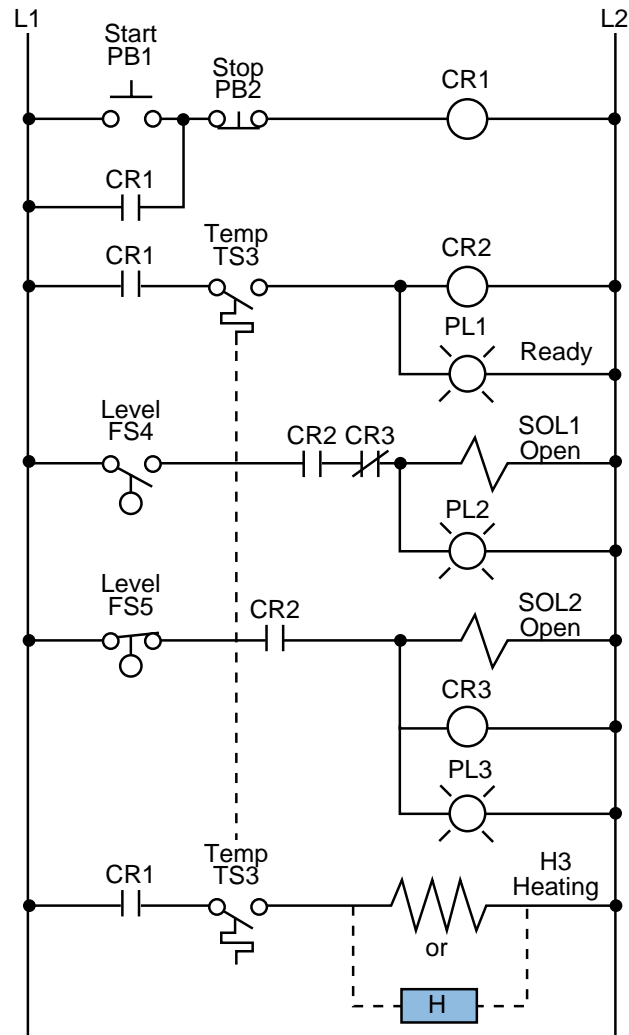 L1
L2
Start
PB1
Stop
PB2
CR1
CR1
CR1
Temp
TS3
CR2
PL1
Ready
Level
FS4
CR2
CR3
SOL1
Open
PL2
Level
FS5
CR2
SOL2
Open
CR3
PL3
CR1
Temp
TS3
H3
Heating
or
H